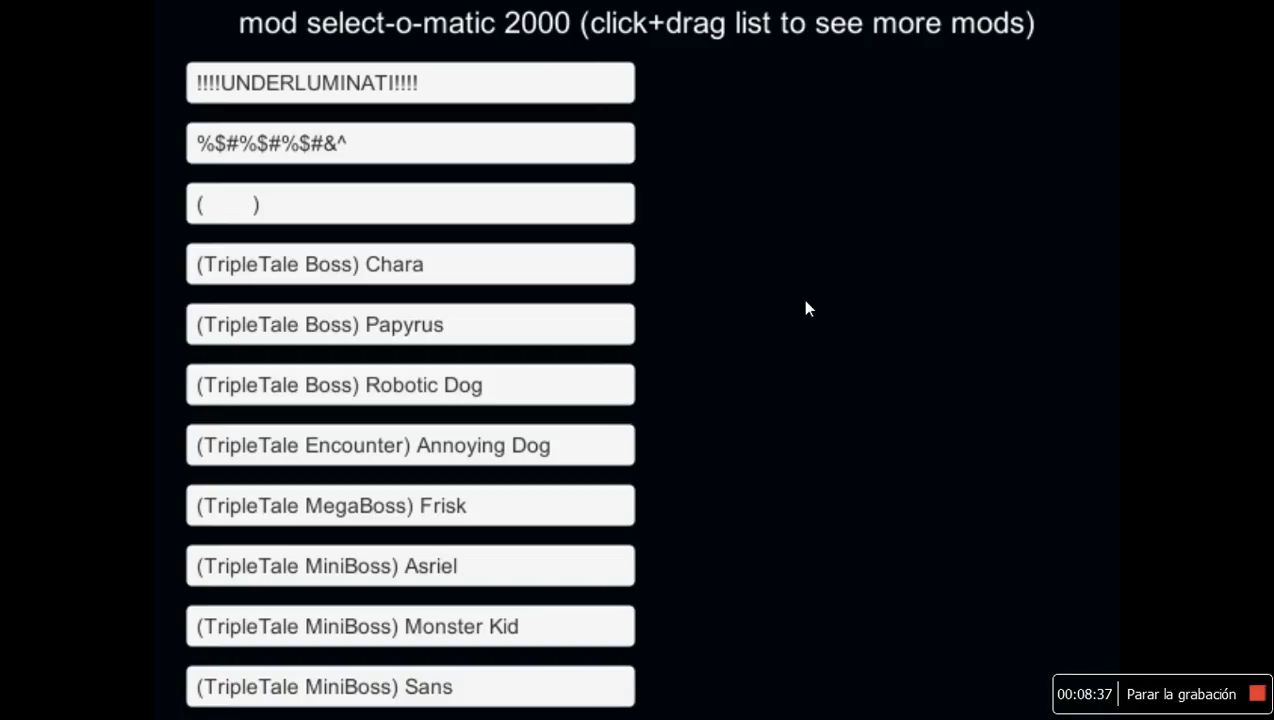 mod select-o-matic 2000 (click+drag list to see more mods)
!!!!UNDERLUMINATI!!!!
%$#%$#%$#&^
(        )
(TripleTale Boss) Chara
(TripleTale Boss) Papyrus
(TripleTale Boss) Robotic Dog
(TripleTale Encounter) Annoying Dog
(TripleTale MegaBoss) Frisk
(TripleTale MiniBoss) Asriel
(TripleTale MiniBoss) Monster Kid
(TripleTale MiniBoss) Sans
00:08:37 Parar la grabación